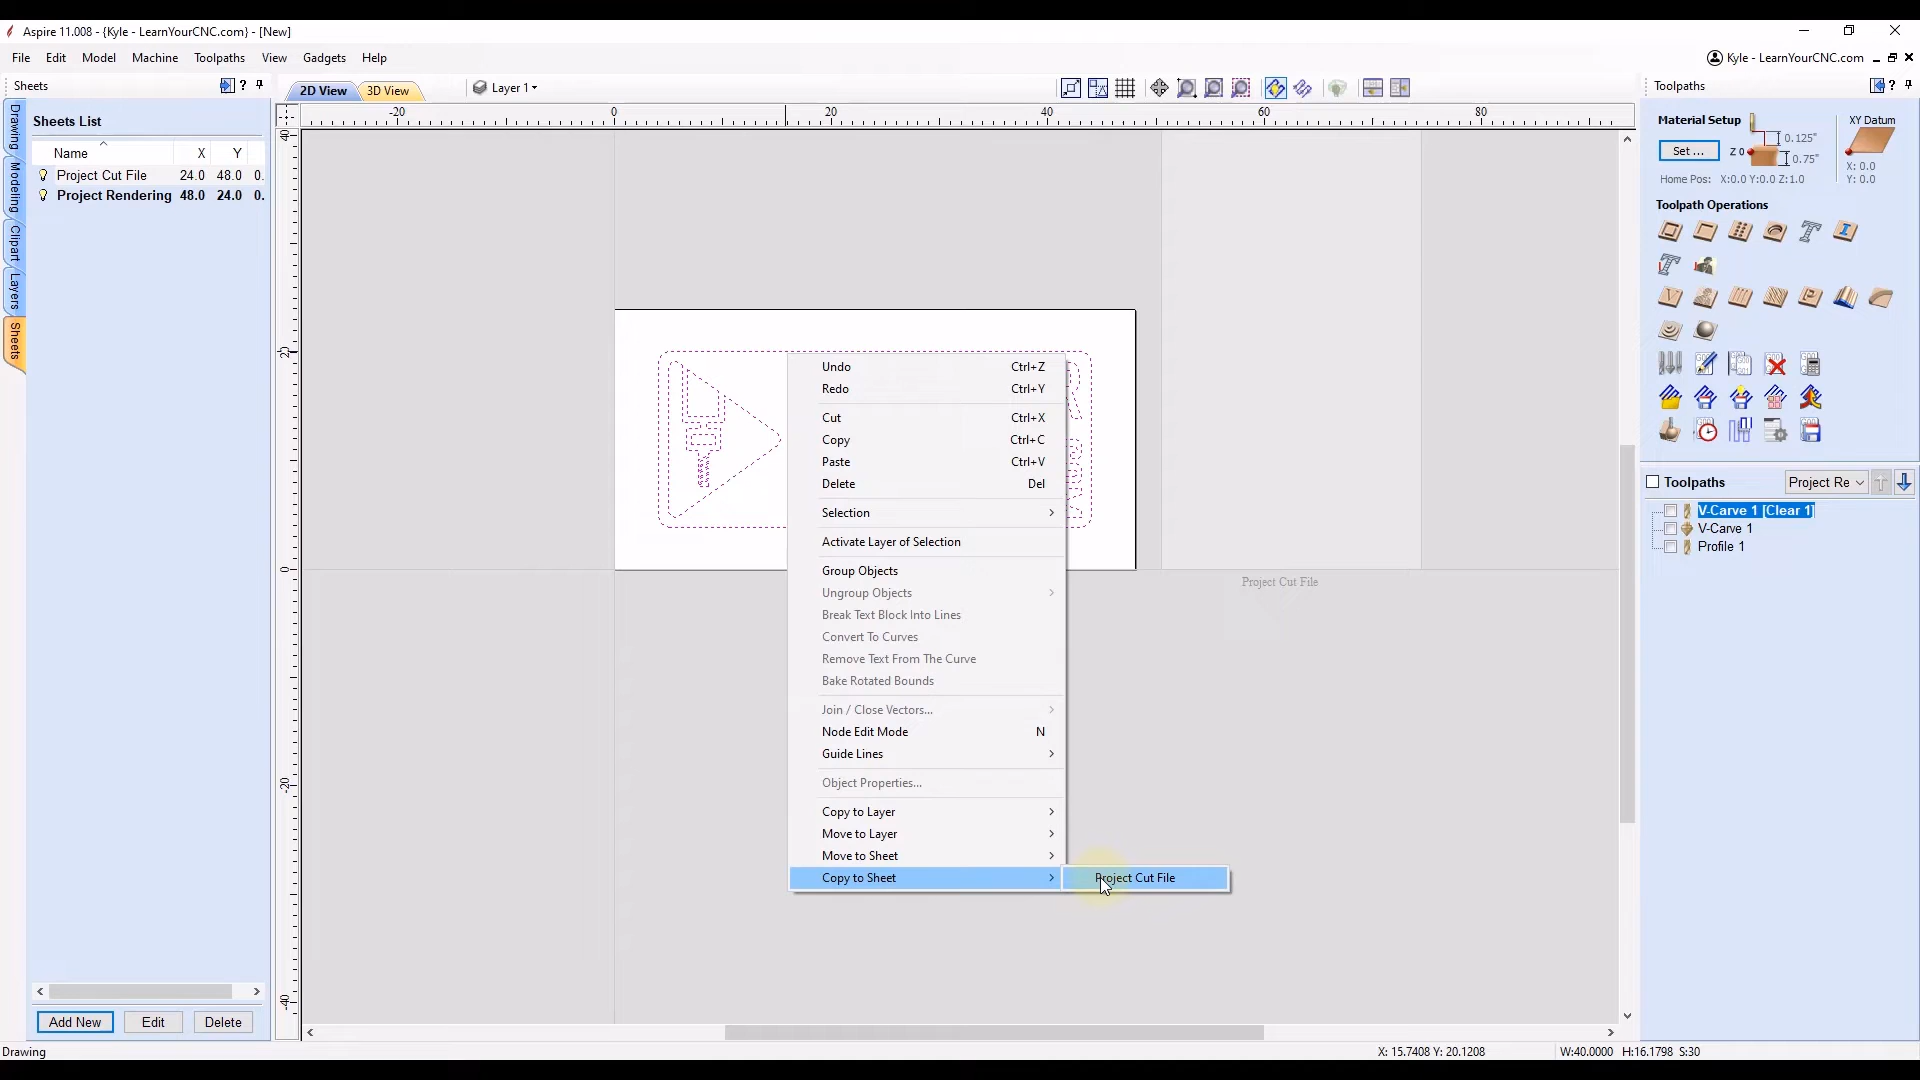 Aspire 11.008 - {Kyle - LearnYourCNC.com} - [New]
File Edit Model Machine Toolpaths View Gadgets Help
Kyle - LearnYourCNC.com
Sheets
2D View
3D View
Layer 1
Toolpaths
Drawing
Modeling
Clipart
Layers
Sheets
Sheets List
Name X Y
Project Cut File 24.0 48.0 0.
Project Rendering 48.0 24.0 0.
Add New
Edit
Delete
-20 0 20 40 60 80
40
20
0
-20
-40
Project Cut File
Undo Ctrl+Z
Redo Ctrl+Y
Cut Ctrl+X
Copy Ctrl+C
Paste Ctrl+V
Delete Del
Selection
Activate Layer of Selection
Group Objects
Ungroup Objects
Break Text Block Into Lines
Convert To Curves
Remove Text From The Curve
Bake Rotated Bounds
Join / Close Vectors...
Node Edit Mode N
Guide Lines
Object Properties...
Copy to Layer
Move to Layer
Move to Sheet
Copy to Sheet
Project Cut File
Material Setup
Set ...
Z 0
0.125"
0.75"
XY Datum
X: 0.0
Y: 0.0
Home Pos: X:0.0 Y:0.0 Z:1.0
Toolpath Operations
Toolpaths
Project Re
V-Carve 1 [Clear 1]
V-Carve 1
Profile 1
Drawing
X: 15.7408 Y: 20.1208
W:40.0000 H:16.1798 S:30